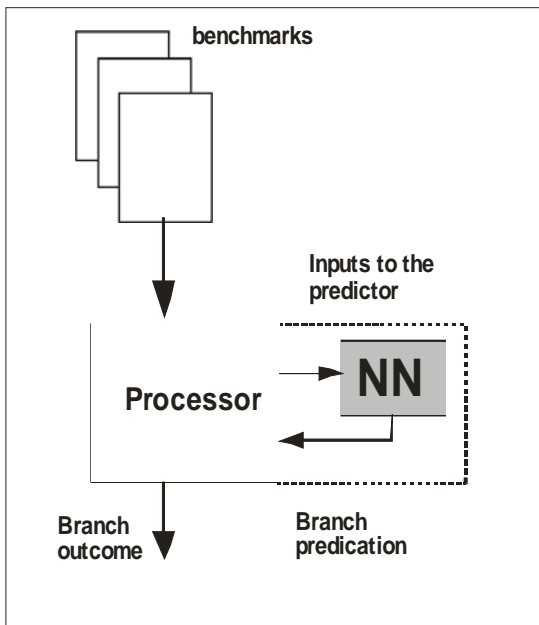 benchmarks
Inputs to the
predictor
NN
Processor
Branch
outcome
Branch
predication